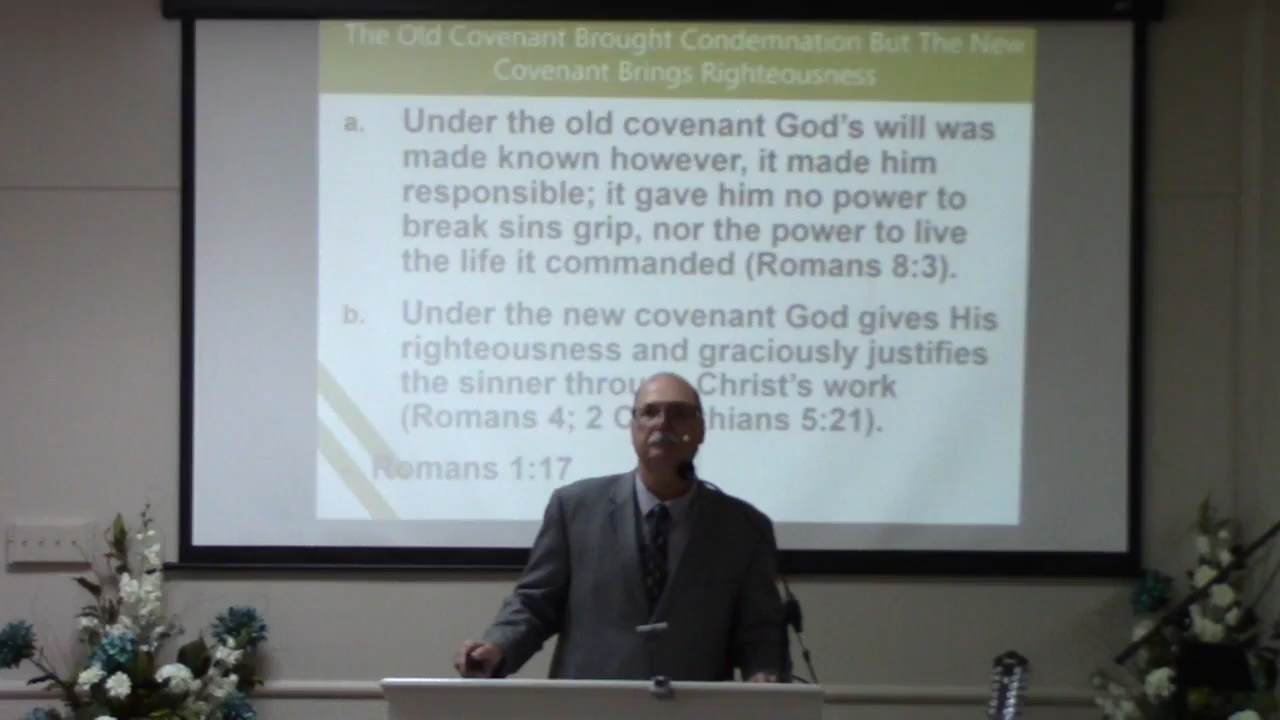 The Old Covenant Brought Condemnation But The New
Covenant Brings Righteousness
a. Under the old covenant God's will was
made known however, it made him
responsible; it gave him no power to
break sins grip, nor the power to live
the life it commanded (Romans 8:3).
b. Under the new covenant God gives His
righteousness and graciously justifies
the sinner Christ's work
(Romans 4; 2 5:21).
Romans 1:17